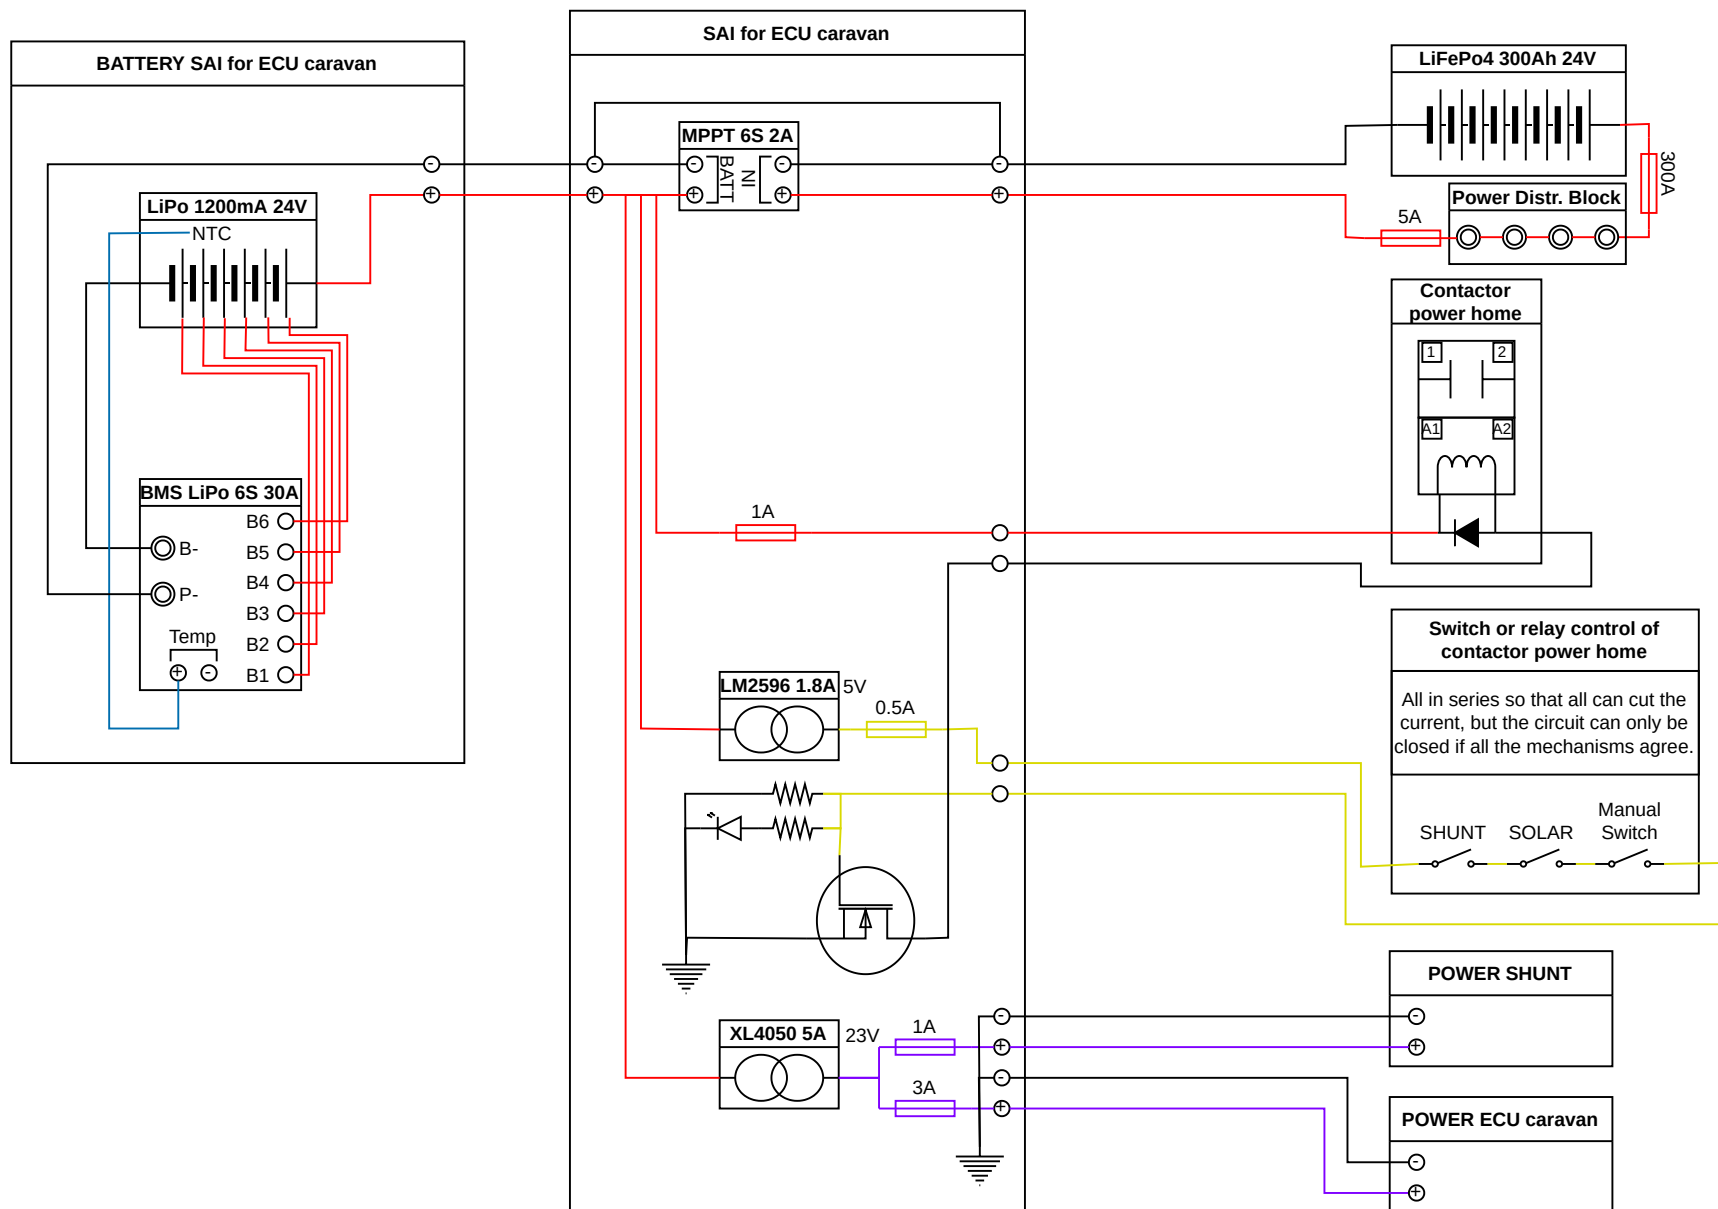 BATTERY SAI for ECU caravan
LiPo 1200mA 24V
NTC
BMS LiPo 6S 30A
B6
B-
B5
B4
P-
B3
Temp
B2
+
-
B1
-
+
SAI for ECU caravan
MPPT 6S 2A
-
+
-
+
BATT
IN
-
+
-
+
1A
LM2596 1.8A
5V
0.5A
XL4050 5A
23V
1A
3A
-
+
-
+
LiFePo4 300Ah 24V
300A
Power Distr. Block
5A
Contactor
power home
1
2
A1
A2
Switch or relay control of
contactor power home
All in series so that all can cut the
current, but the circuit can only be
closed if all the mechanisms agree.
Manual
SHUNT
SOLAR
Switch
POWER SHUNT
-
+
POWER ECU caravan
-
+